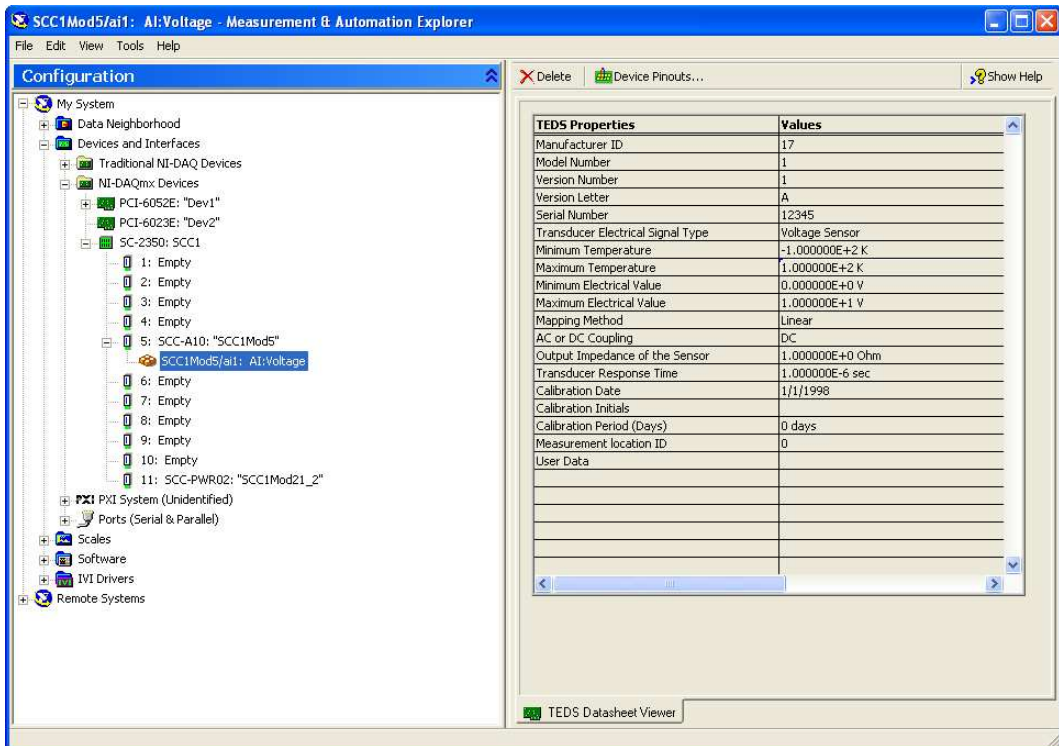 SCC1Mod5/ai1: AI:Voltage - Measurement & Automation Explorer
File Edit View Tools Help
Configuration
My System
Data Neighborhood
Devices and Interfaces
Traditional NI-DAQ Devices
NI-DAQmx Devices
PCI-6052E: "Dev1"
PCI-6023E: "Dev2"
SC-2350: SCC1
1: Empty
2: Empty
3: Empty
4: Empty
5: SCC-A10: "SCC1Mod5"
SCC1Mod5/ai1: AI:Voltage
6: Empty
7: Empty
8: Empty
9: Empty
10: Empty
11: SCC-PWR02: "SCC1Mod21_2"
PXI PXI System (Unidentified)
Ports (Serial & Parallel)
Scales
Software
IVI IVI Drivers
Remote Systems
Delete Device Pinouts... Show Help
TEDS Properties Values
Manufacturer ID 17
Model Number 1
Version Number 1
Version Letter A
Serial Number 12345
Transducer Electrical Signal Type Voltage Sensor
Minimum Temperature -1.000000E+2 K
Maximum Temperature 1.000000E+2 K
Minimum Electrical Value 0.000000E+0 V
Maximum Electrical Value 1.000000E+1 V
Mapping Method Linear
AC or DC Coupling DC
Output Impedance of the Sensor 1.000000E+0 Ohm
Transducer Response Time 1.000000E-6 sec
Calibration Date 1/1/1998
Calibration Initials
Calibration Period (Days) 0 days
Measurement location ID 0
User Data
TEDS Datasheet Viewer